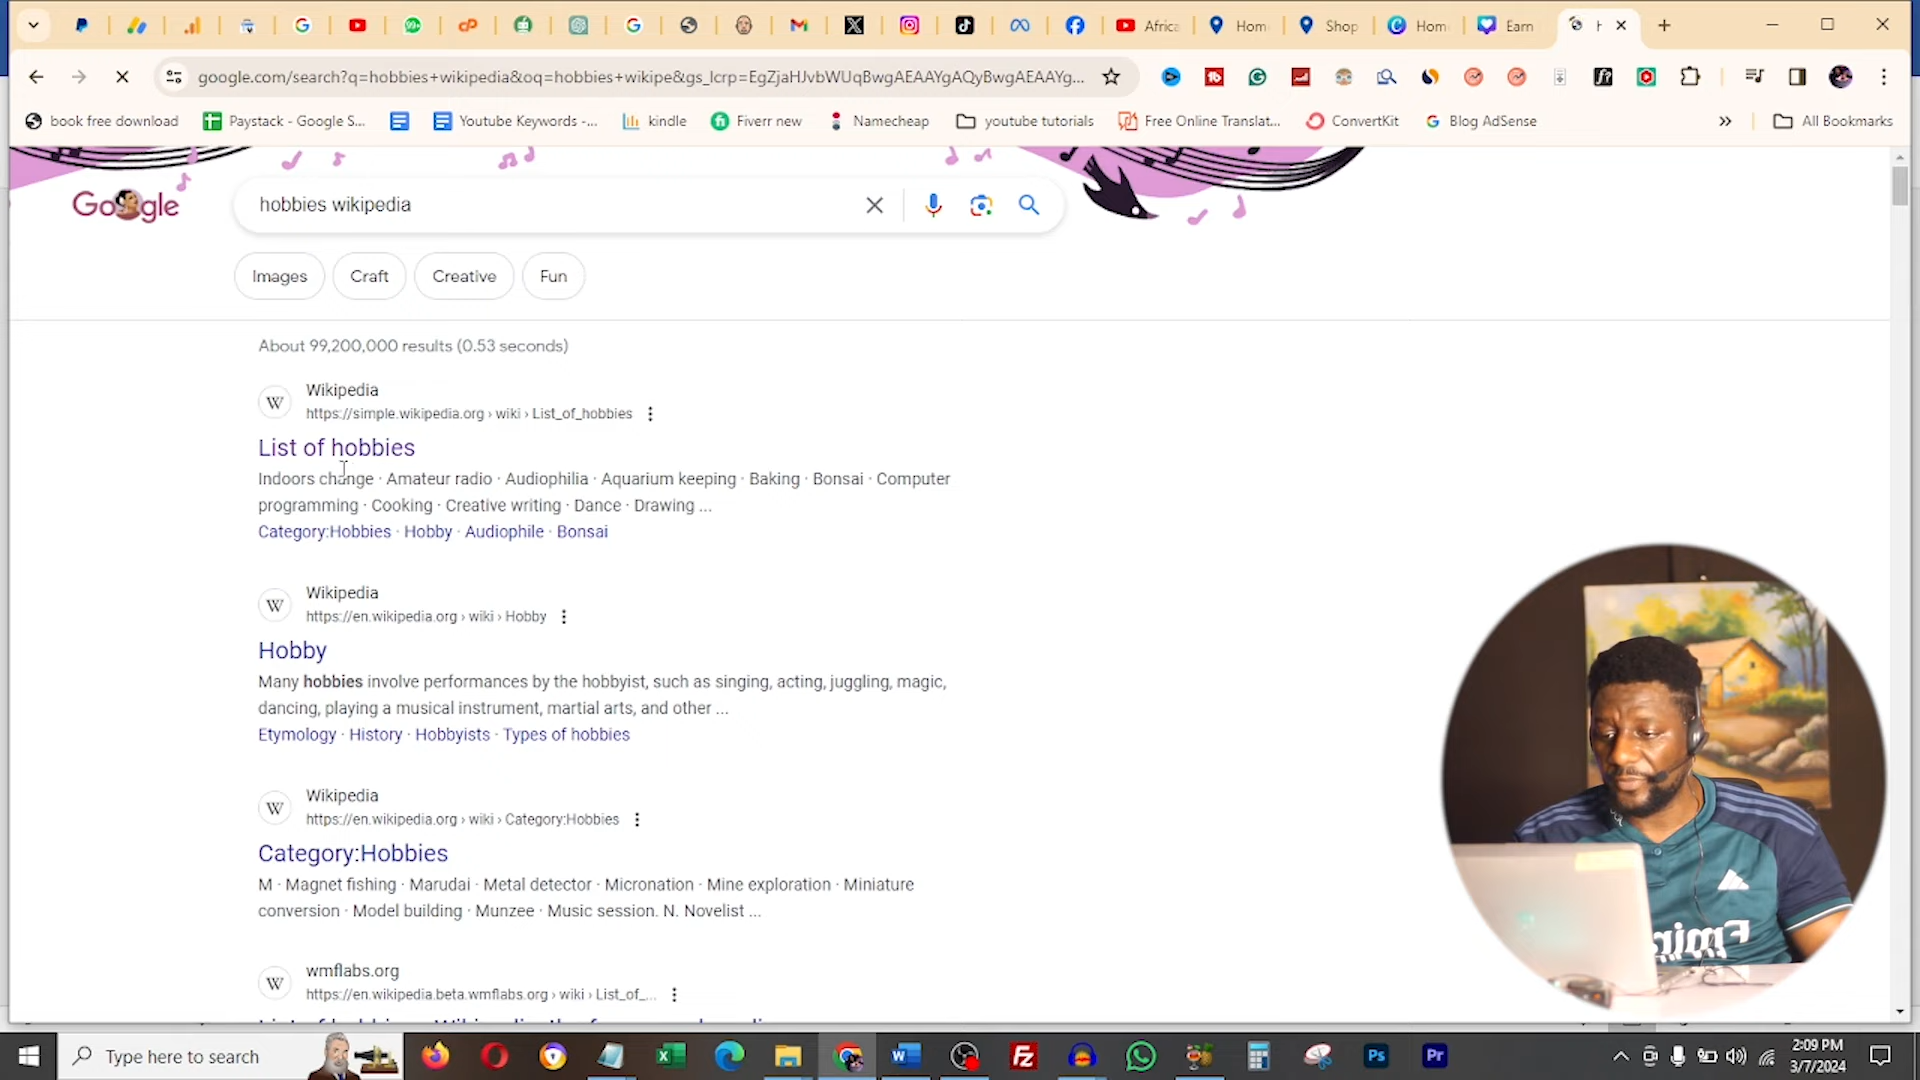 Africa
Hom
Shop
Hom
Earn
google.com/search?q=hobbies+wikipedia&oq=hobbies+wikipe&gs_lcrp=EgZjaHJvbWUqBwgAEAAYgAQyBwgAEAAYg...
book free download
Paystack - Google S...
Youtube Keywords -...
kindle
Fiverr new
Namecheap
youtube tutorials
Free Online Translat...
ConvertKit
Blog AdSense
All Bookmarks
Google
hobbies wikipedia
Images
Craft
Creative
Fun
About 99,200,000 results (0.53 seconds)
Wikipedia
https://simple.wikipedia.org › wiki › List_of_hobbies
List of hobbies
Indoors change · Amateur radio · Audiophilia · Aquarium keeping · Baking · Bonsai · Computer
programming · Cooking · Creative writing · Dance · Drawing ...
Category:Hobbies · Hobby · Audiophile · Bonsai
Wikipedia
https://en.wikipedia.org › wiki › Hobby
Hobby
Many hobbies involve performances by the hobbyist, such as singing, acting, juggling, magic,
dancing, playing a musical instrument, martial arts, and other ...
Etymology · History · Hobbyists · Types of hobbies
Wikipedia
https://en.wikipedia.org › wiki › Category:Hobbies
Category:Hobbies
M · Magnet fishing · Marudai · Metal detector · Micronation · Mine exploration · Miniature
conversion · Model building · Munzee · Music session. N. Novelist ...
wmflabs.org
https://en.wikipedia.beta.wmflabs.org › wiki › List_of_...
Type here to search
2:09 PM
3/7/2024